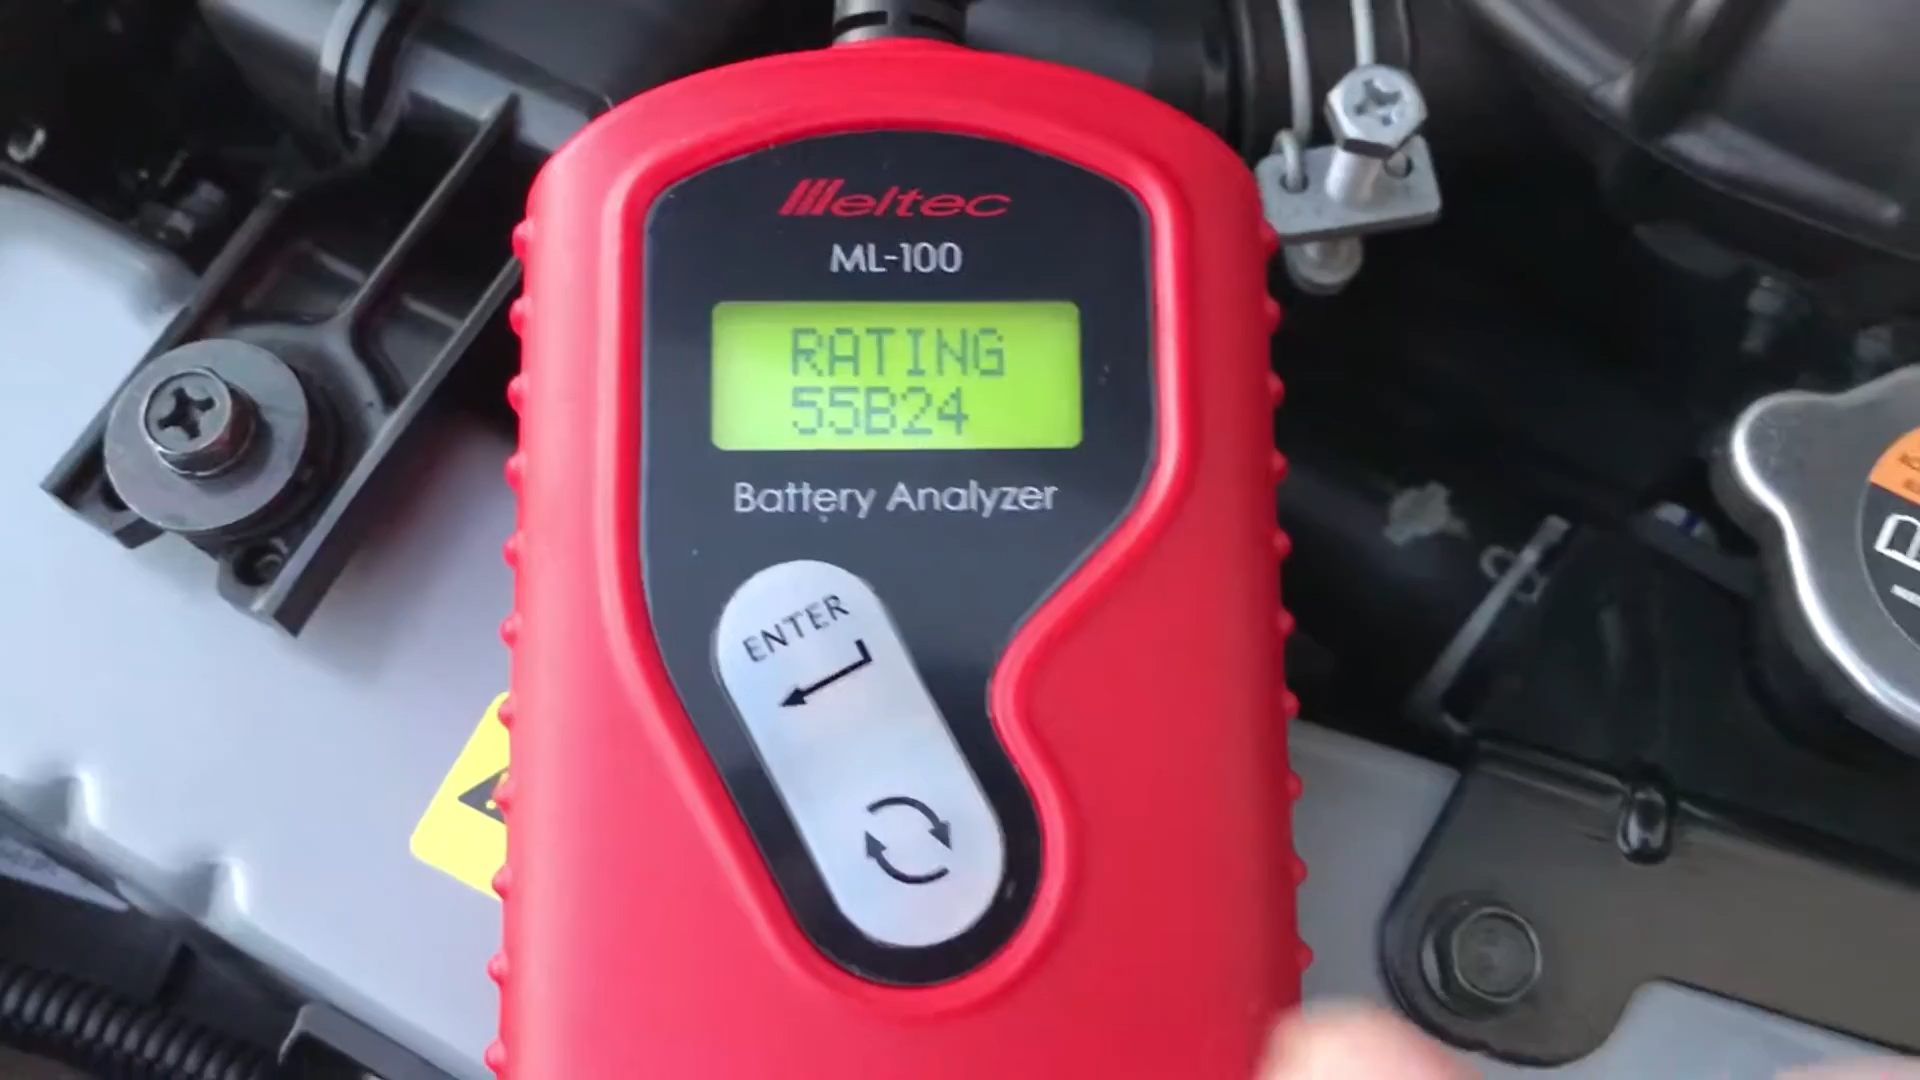 Meltec
ML-100
RATING
55B24
Battery Analyzer
ENTER